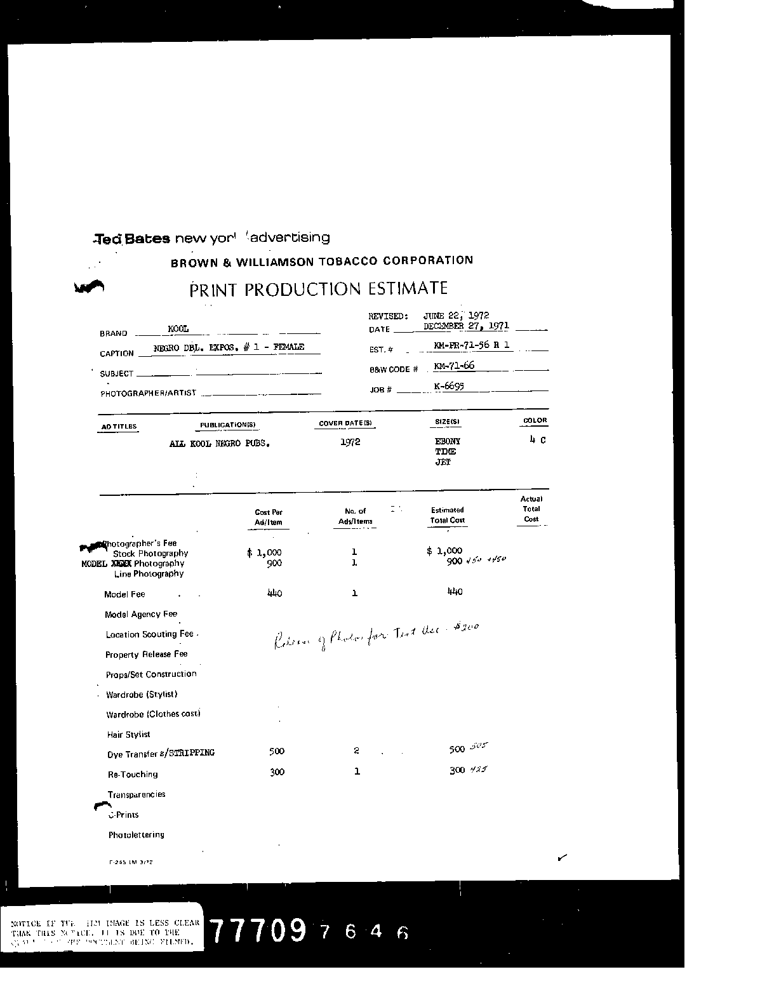 Ted Bates new york advertising
BROWN & WILLIAMSON TOBACCO CORPORATION
PRINT PRODUCTION ESTIMATE
REVISED: JUNE 22, 1972
BRAND KOOL DATE DECEMBER 27, 1971
CAPTION NEGRO DBL. EXPOS. # 1 - FEMALE EST. # KM-PR-71-56 R 1
SUBJECT B&W CODE # KM-71-66
PHOTOGRAPHER/ARTIST JOB # K-6695
AD TITLES PUBLICATION(S) COVER DATE(S) SIZE(S) COLOR
ALL KOOL NEGRO PUBS. 1972 EBONY 4 C
TIME
JET
Cost Per Ad/Item No. of Ads/Items Estimated Total Cost Actual Total Cost
Photographer's Fee
Stock Photography $ 1,000 1 $ 1,000
MODEL Photography 900 1 900 450 +450
Line Photography
Model Fee 440 1 440
Model Agency Fee
Location Scouting Fee
of Photos for Test Use - $200
Property Release Fee
Props/Set Construction
Wardrobe (Stylist)
Wardrobe (Clothes cost)
Hair Stylist
Dye Transfer s/STRIPPING 500 2 500 505
Re-Touching 300 1 300 425
Transparencies
C-Prints
Photolettering
F-245 1M 3/72
NOTICE IF THE FILM IMAGE IS LESS CLEAR
THAN THIS NOTICE, IT IS DUE TO THE
QUALITY OF THE DOCUMENT BEING FILMED.
77709 7646